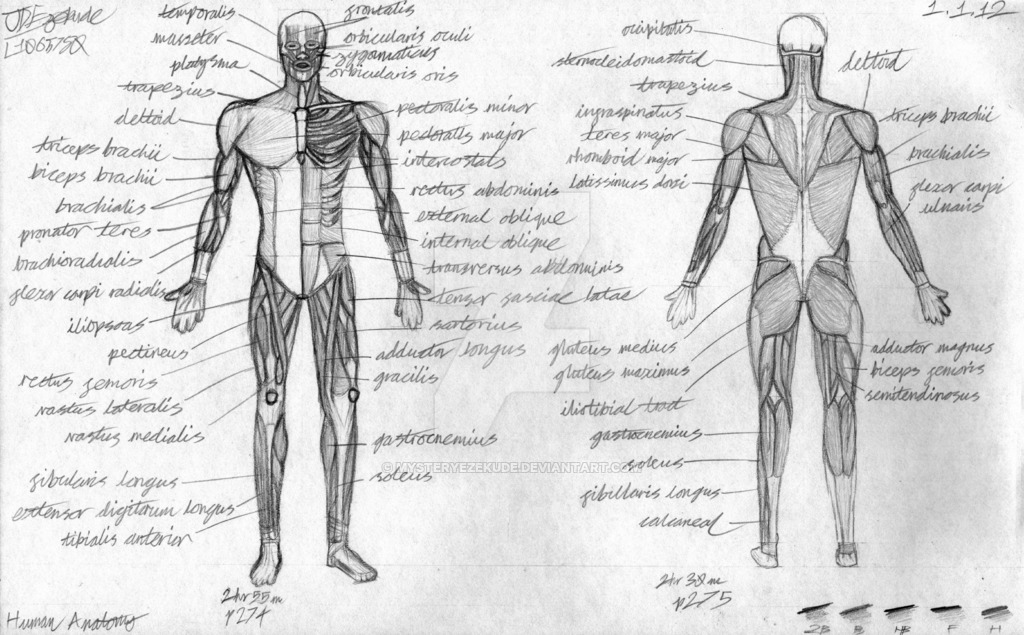 JDEzekude
L1065750
1.1.12
temporalis
masseter
platysma
trapezius
deltoid
triceps brachii
biceps brachii
brachialis
pronator teres
brachioradialis
flexor carpi radialis
iliopsoas
pectineus
rectus femoris
vastus lateralis
vastus medialis
fibularis longus
extensor digitorum longus
tibialis anterior
frontalis
orbicularis oculi
zygomaticus
orbicularis oris
pectoralis minor
pectoralis major
intercostals
rectus abdominis
external oblique
internal oblique
transversus abdominis
tensor fasciae latae
sartorius
adductor longus
gracilis
gastrocnemius
soleus
2hr 55m
p274
occipitalis
sternocleidomastoid
trapezius
infraspinatus
teres major
rhomboid major
latissimus dorsi
gluteus medius
gluteus maximus
iliotibial tract
gastrocnemius
soleus
fibillaris longus
calcaneal
deltoid
triceps brachii
brachialis
flexor carpi
ulnaris
adductor magnus
biceps femoris
semitendinosus
2hr 30m
p275
Human Anatomy
2B B HB F H
© MYSTERYEZEKUDE.DEVIANTART.COM